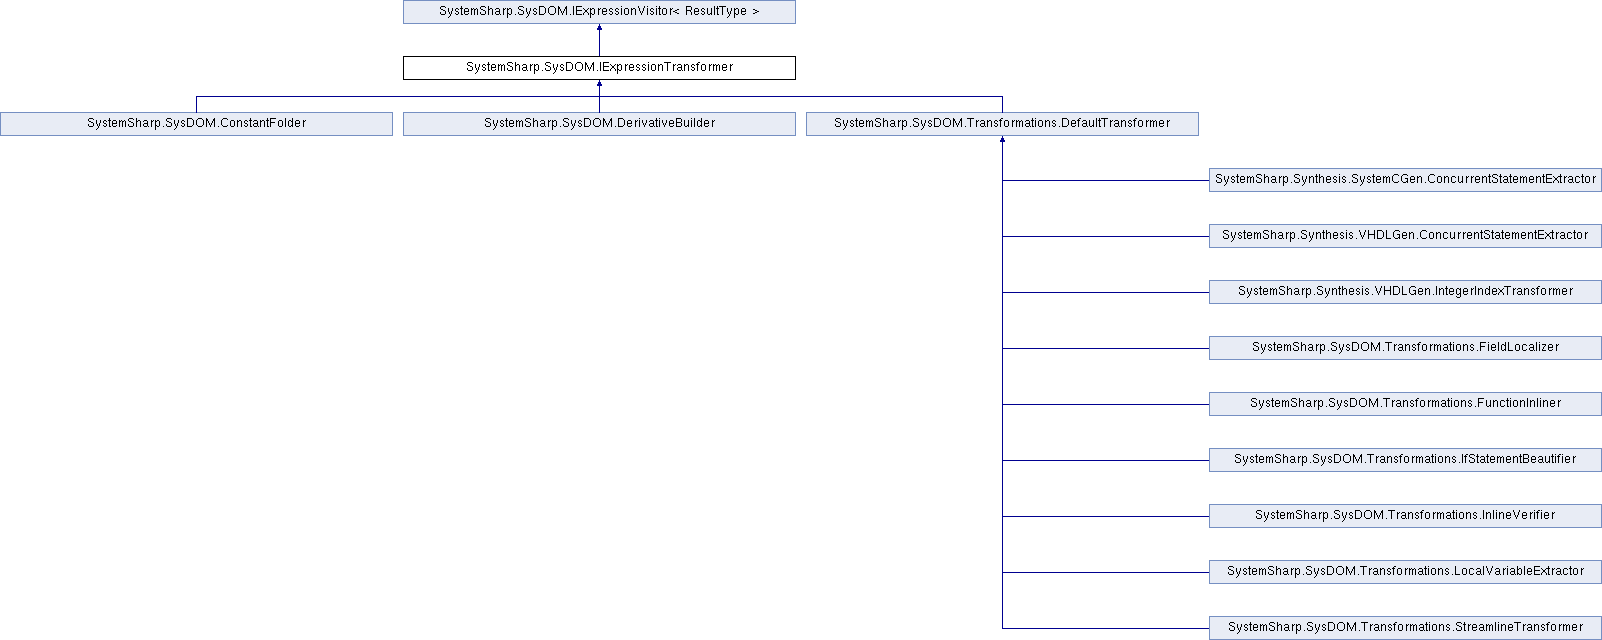 SystemSharp.SysDOM.IExpressionVisitor< ResultType >
SystemSharp.SysDOM.IExpressionTransformer
SystemSharp.SysDOM.ConstantFolder
SystemSharp.SysDOM.DerivativeBuilder
SystemSharp.SysDOM.Transformations.DefaultTransformer
SystemSharp.Synthesis.SystemCGen.ConcurrentStatementExtractor
SystemSharp.Synthesis.VHDLGen.ConcurrentStatementExtractor
SystemSharp.Synthesis.VHDLGen.IntegerIndexTransformer
SystemSharp.SysDOM.Transformations.FieldLocalizer
SystemSharp.SysDOM.Transformations.FunctionInliner
SystemSharp.SysDOM.Transformations.IfStatementBeautifier
SystemSharp.SysDOM.Transformations.InlineVerifier
SystemSharp.SysDOM.Transformations.LocalVariableExtractor
SystemSharp.SysDOM.Transformations.StreamlineTransformer